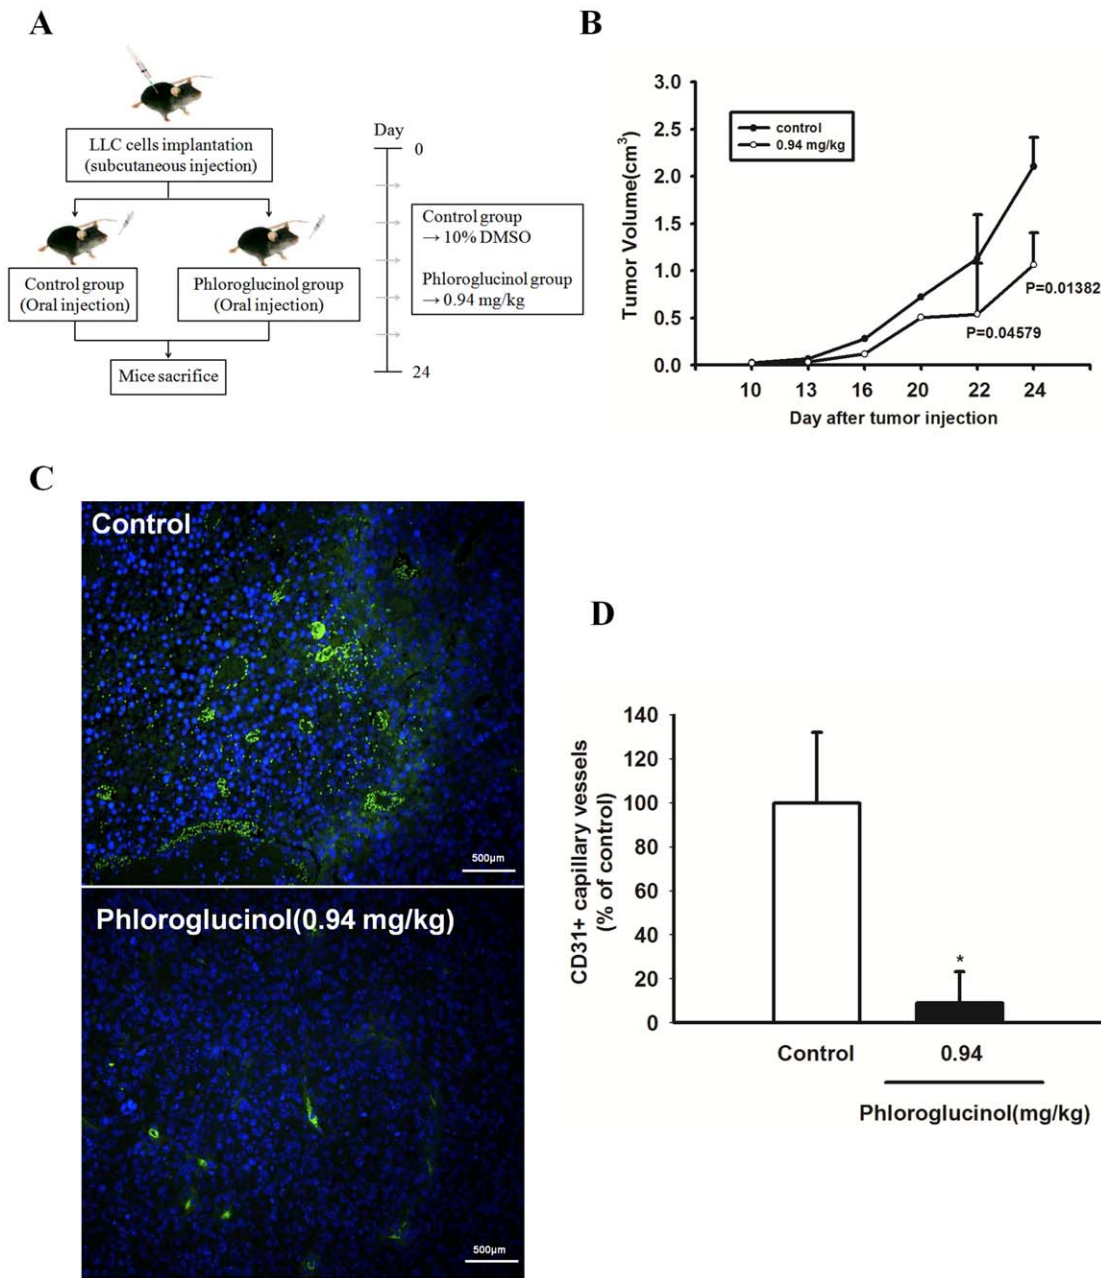 A
LLC cells implantation
(subcutaneous injection)
Control group
(Oral injection)
Phloroglucinol group
(Oral injection)
Mice sacrifice
Day
0
24
Control group
→ 10% DMSO
Phloroglucinol group
→ 0.94 mg/kg
B
Tumor Volume(cm³)
3.0
2.5
2.0
1.5
1.0
0.5
0.0
control
0.94 mg/kg
P=0.01382
P=0.04579
10 13 16 20 22 24
Day after tumor injection
C
Control
500μm
Phloroglucinol(0.94 mg/kg)
500μm
D
CD31+ capillary vessels
(% of control)
140
120
100
80
60
40
20
0
*
Control 0.94
Phloroglucinol(mg/kg)